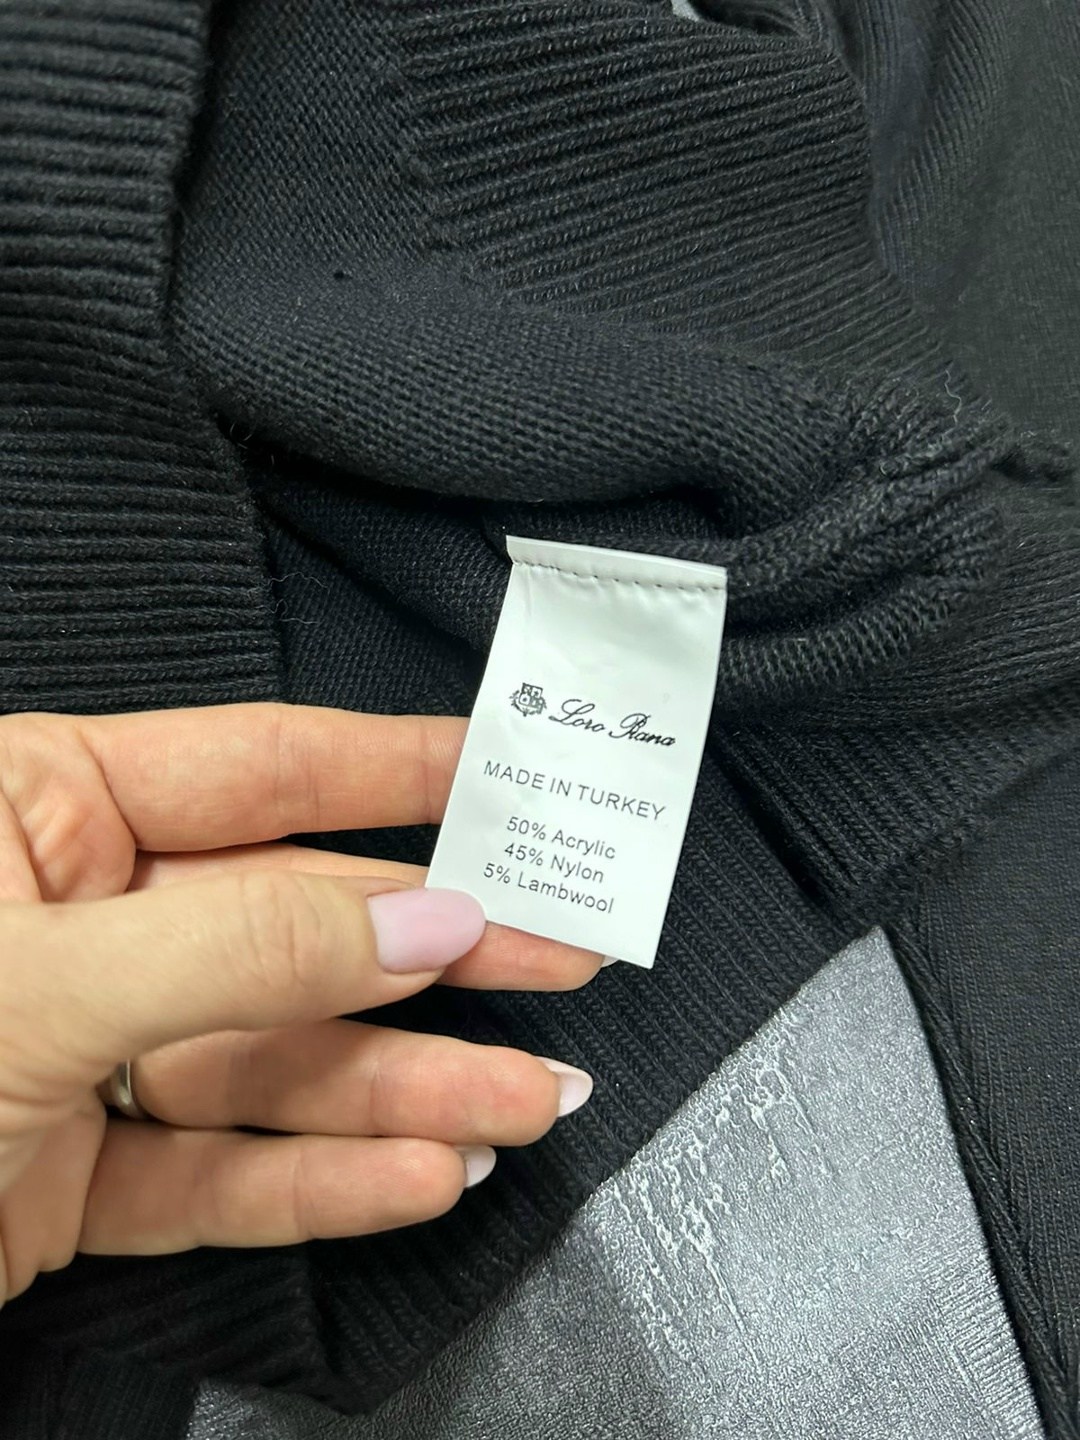 Loro Piana
MADE IN TURKEY
50% Acrylic
45% Nylon
5% Lambwool